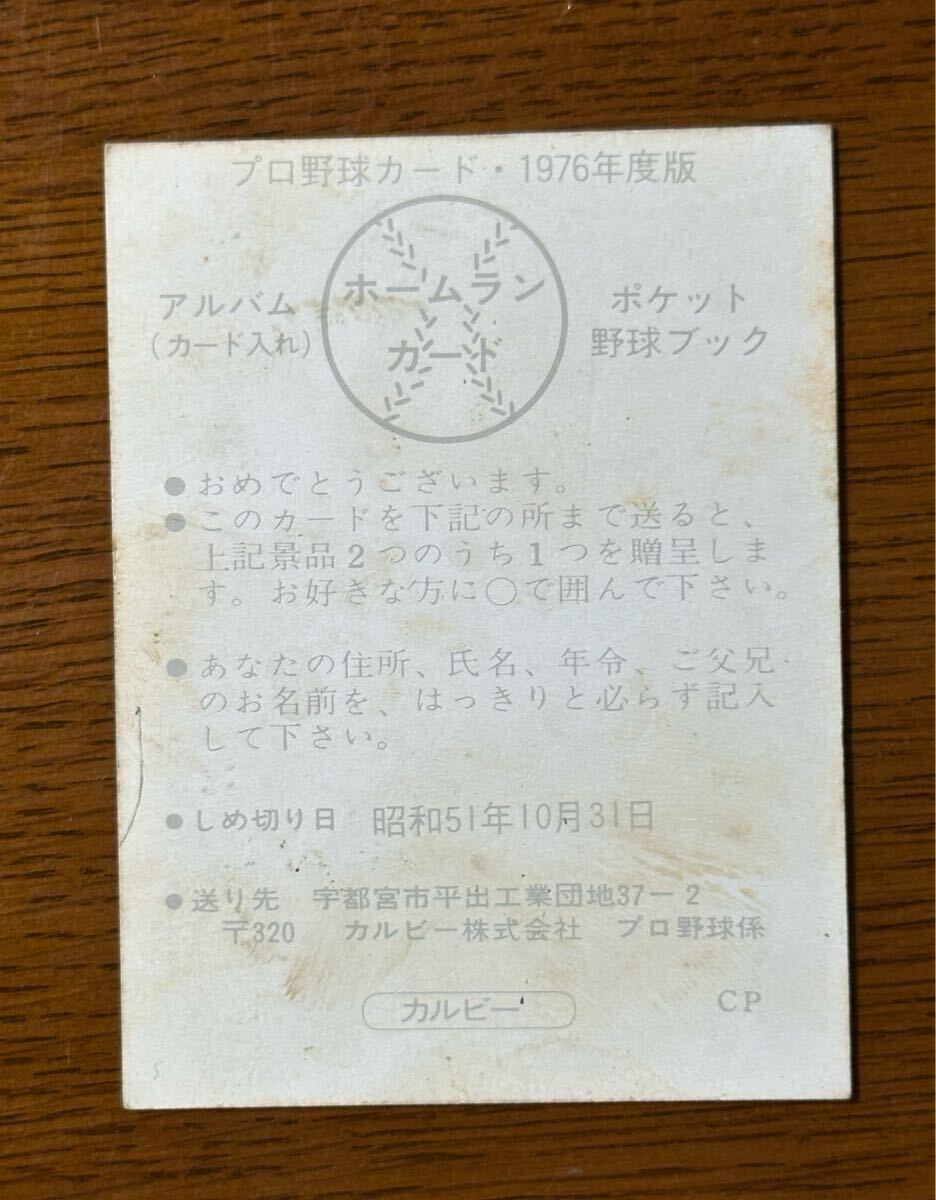 プロ野球カード・1976年度版
アルバム
(カード入れ)
ホームラン
カード
ポケット
野球ブック
●おめでとうございます。
●このカードを下記の所まで送ると、
上記景品2つのうち1つを贈呈しま
す。お好きな方に○で囲んで下さい。
●あなたの住所、氏名、年令、ご父兄
のお名前を、はっきりと必らず記入
して下さい。
●しめ切り日 昭和51年10月31日
●送り先 宇都宮市平出工業団地37−2
〒320 カルビー株式会社 プロ野球係
カルビー
CP